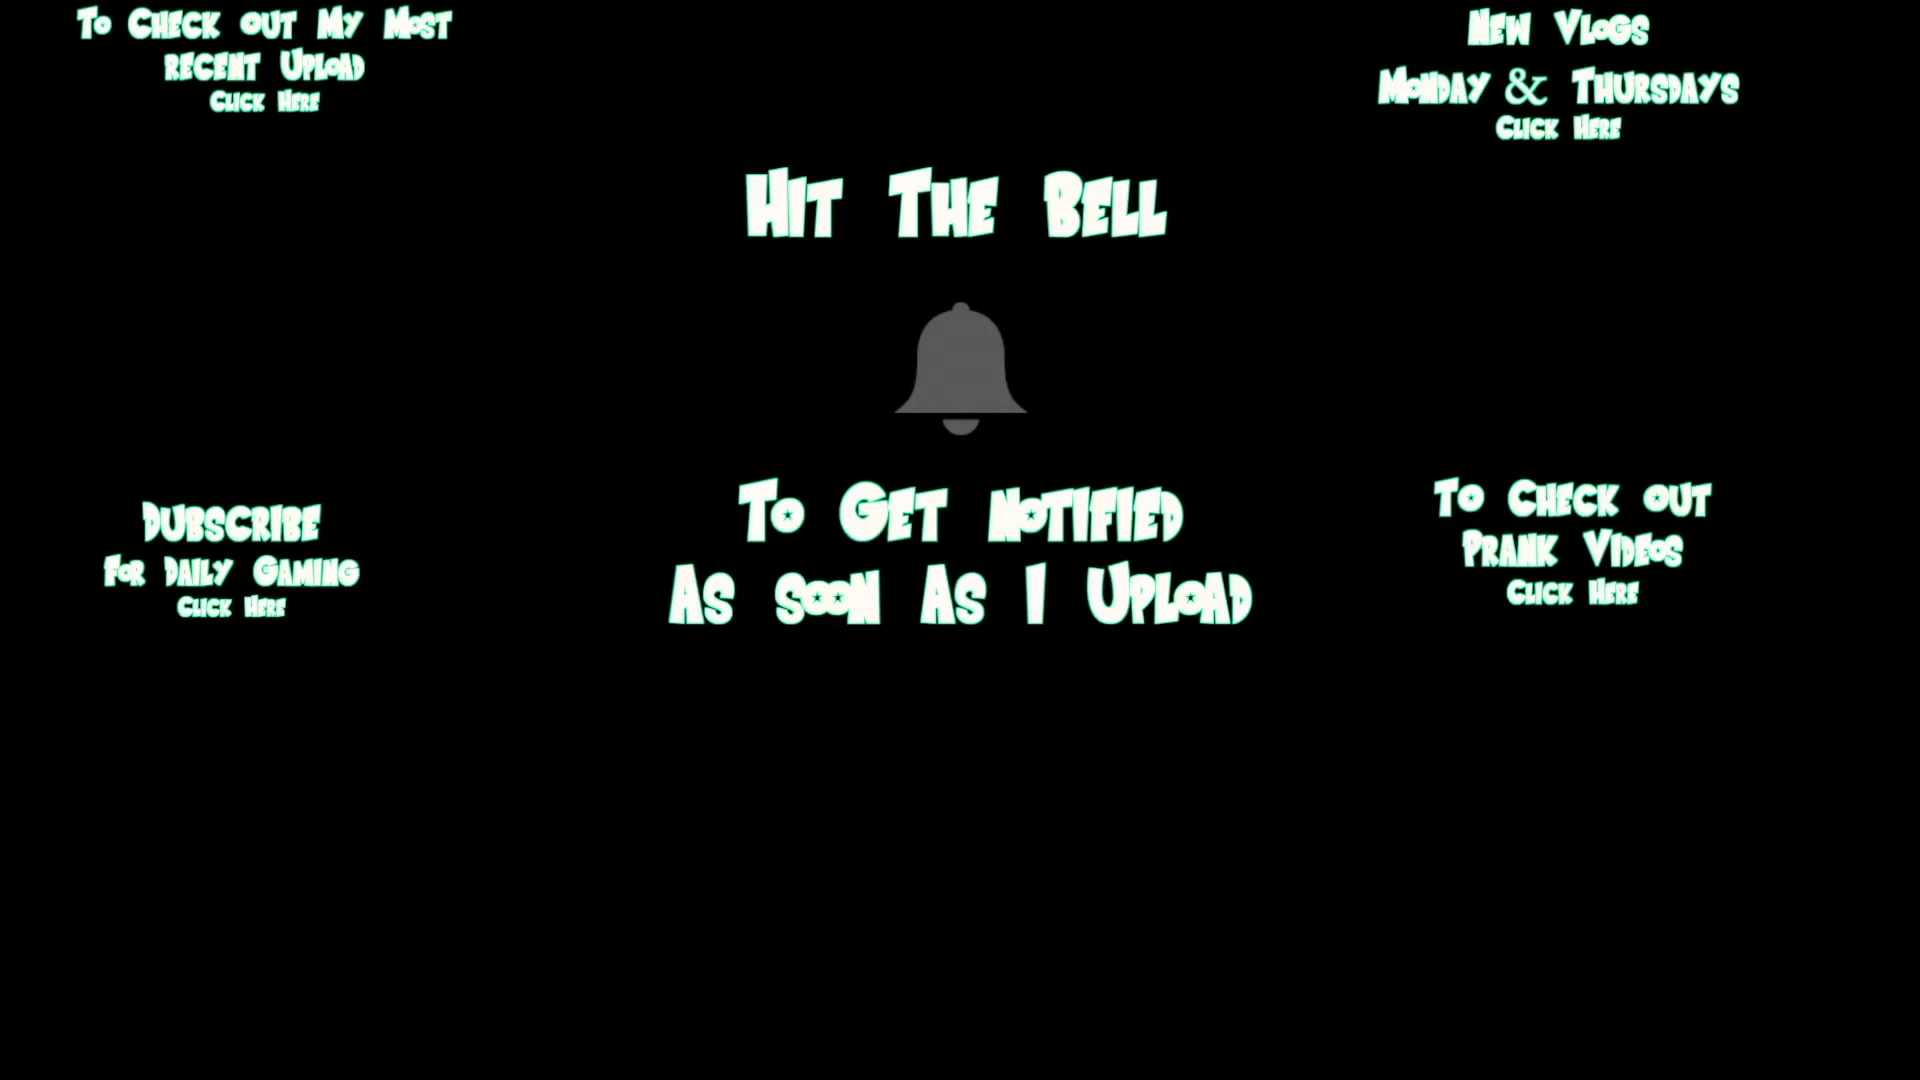 To Check out My Most
recent Upload
Click Here
New Vlogs
Monday & Thursdays
Click Here
Hit The Bell
To Get notified
As soon As I Upload
Dubscribe
For Daily Gaming
Click Here
To Check out
Prank Videos
Click Here